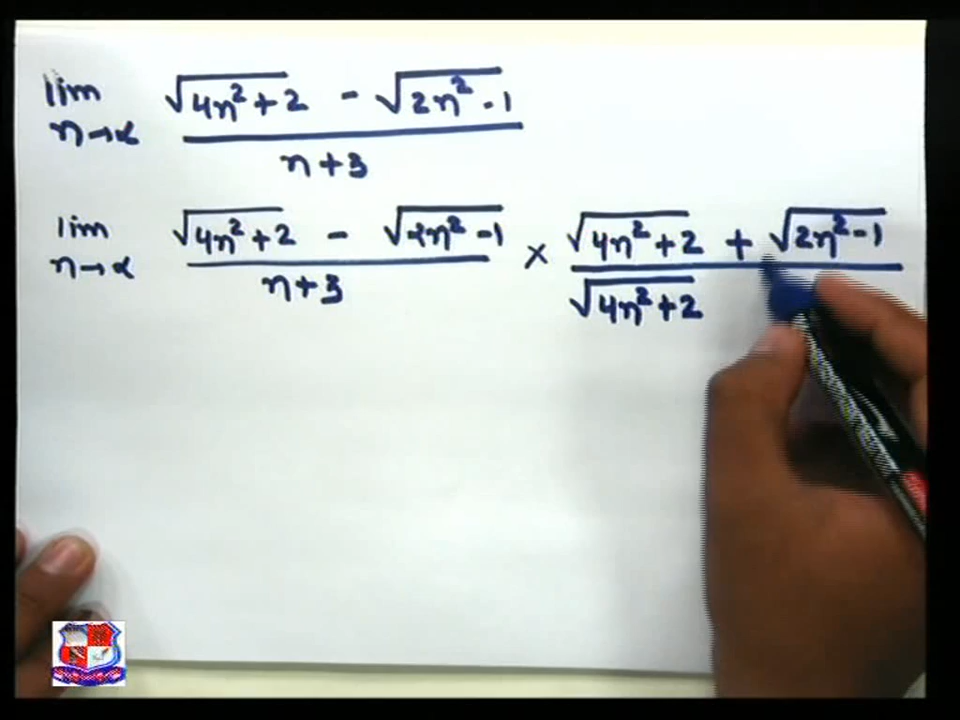 lim n→∝ √4n²+2 - √2n²-1 / n+3
lim n→∝ √4n²+2 - √2n²-1 / n+3 × √4n²+2 + √2n²-1 / √4n²+2